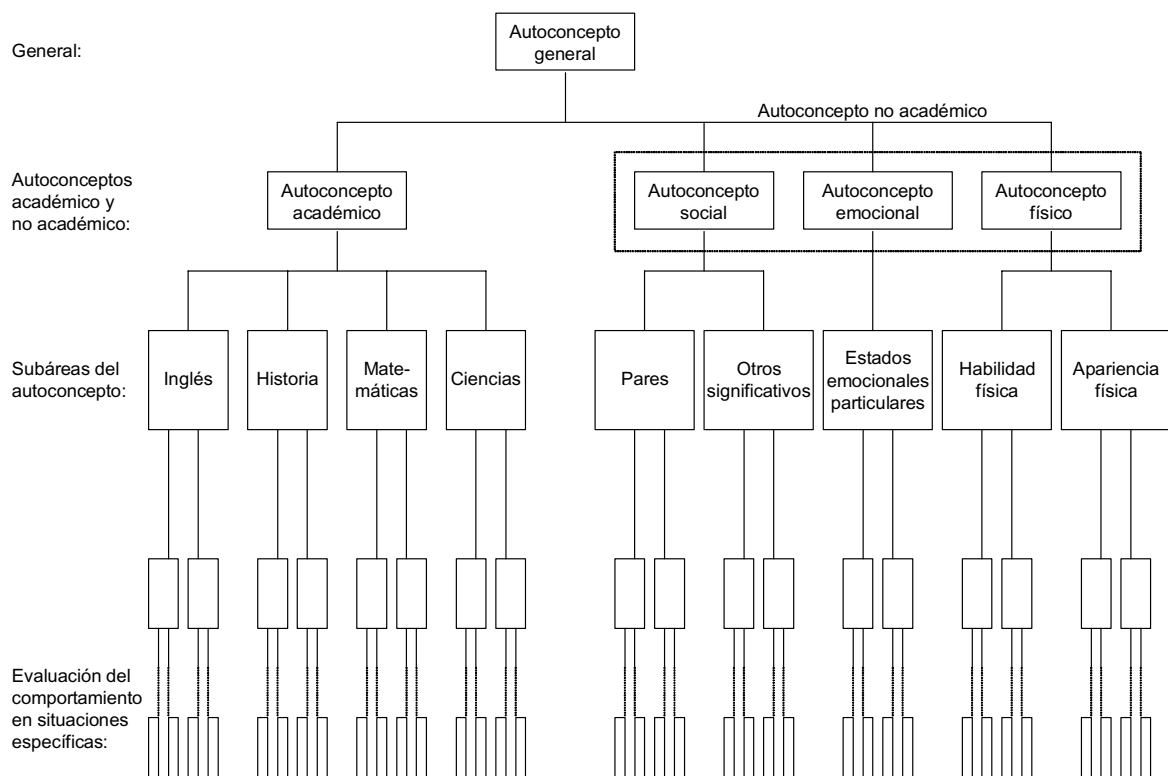 General:
Autoconcepto
general
Autoconcepto no académico
Autoconceptos
académico y
no académico:
Autoconcepto
académico
Autoconcepto
social
Autoconcepto
emocional
Autoconcepto
físico
Subáreas del
autoconcepto:
Inglés
Historia
Mate-
máticas
Ciencias
Pares
Otros
significativos
Estados
emocionales
particulares
Habilidad
física
Apariencia
física
Evaluación del
comportamiento
en situaciones
específicas: